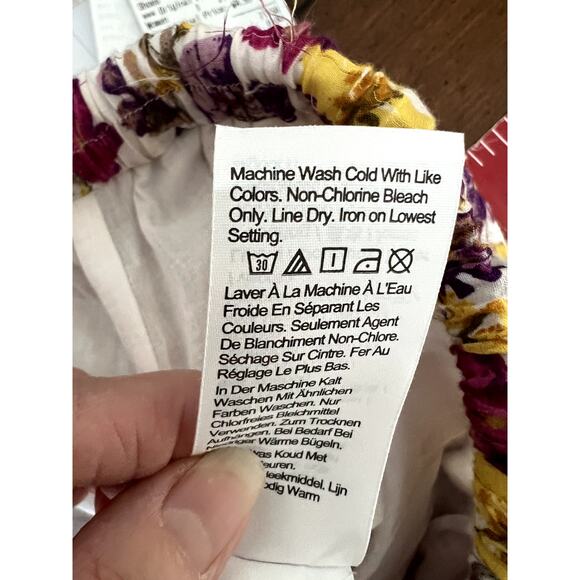 Machine Wash Cold With Like
Colors. Non-Chlorine Bleach
Only. Line Dry. Iron on Lowest
Setting.
30
Laver À La Machine À L'Eau
Froide En Séparant Les
Couleurs. Seulement Agent
De Blanchiment Non-Chlore.
Séchage Sur Cintre. Fer Au
Réglage Le Plus Bas.
In Der Maschine Kalt
Waschen Mit Ähnlichen
Farben Waschen. Nur
Chlorfreies Bleichmittel
Verwenden. Zum Trocknen
Aufhängen. Bei Bedarf Bei
Wärme Bügeln.
Koud Met
Lijn
Warm